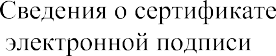 Сведения о сертификате
электронной подписи